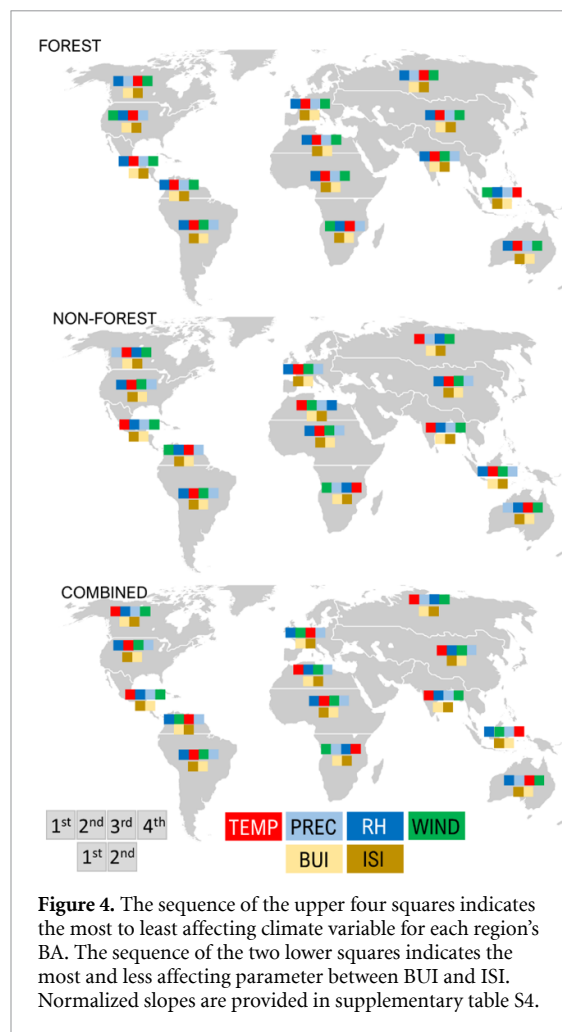 FOREST
NON-FOREST
COMBINED
1st 2nd 3rd 4th
1st 2nd
TEMP PREC RH WIND
BUI ISI
Figure 4. The sequence of the upper four squares indicates
the most to least affecting climate variable for each region's
BA. The sequence of the two lower squares indicates the
most and less affecting parameter between BUI and ISI.
Normalized slopes are provided in supplementary table S4.